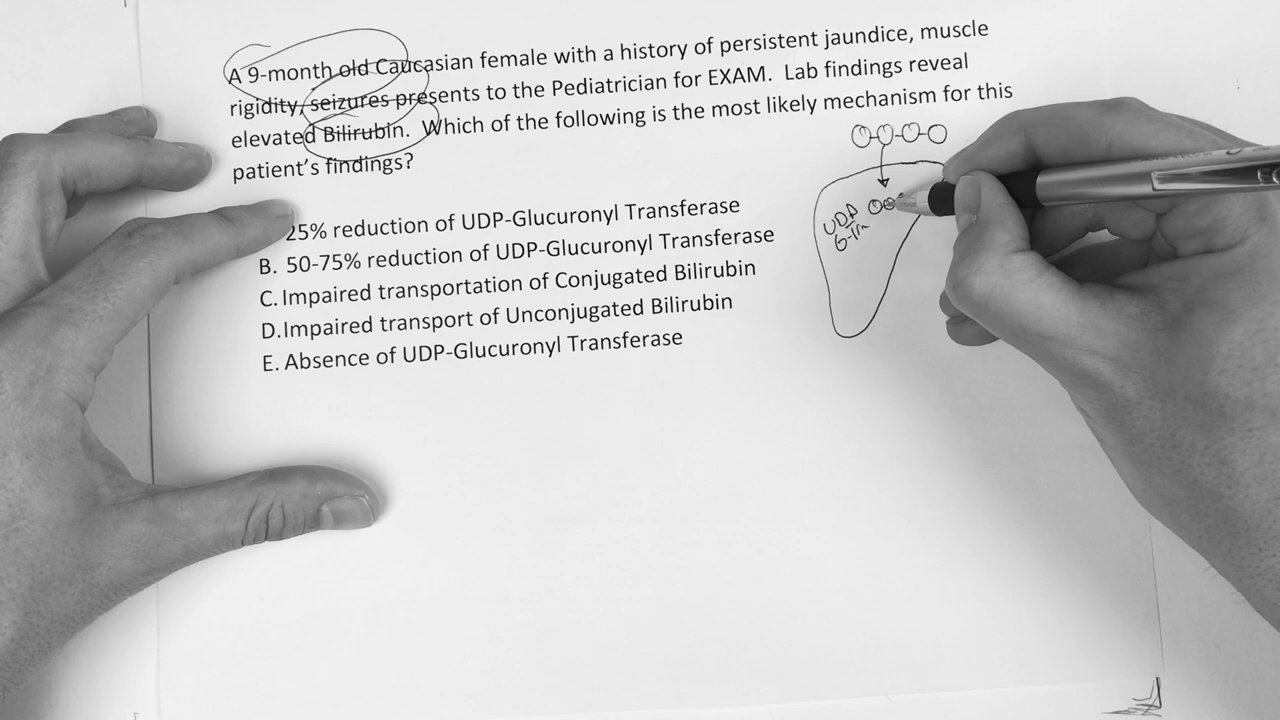 A 9-month old Caucasian female with a history of persistent jaundice, muscle
rigidity, seizures presents to the Pediatrician for EXAM. Lab findings reveal
elevated Bilirubin. Which of the following is the most likely mechanism for this
patient's findings?
25% reduction of UDP-Glucuronyl Transferase
B. 50-75% reduction of UDP-Glucuronyl Transferase
C. Impaired transportation of Conjugated Bilirubin
D.Impaired transport of Unconjugated Bilirubin
E. Absence of UDP-Glucuronyl Transferase
UDP